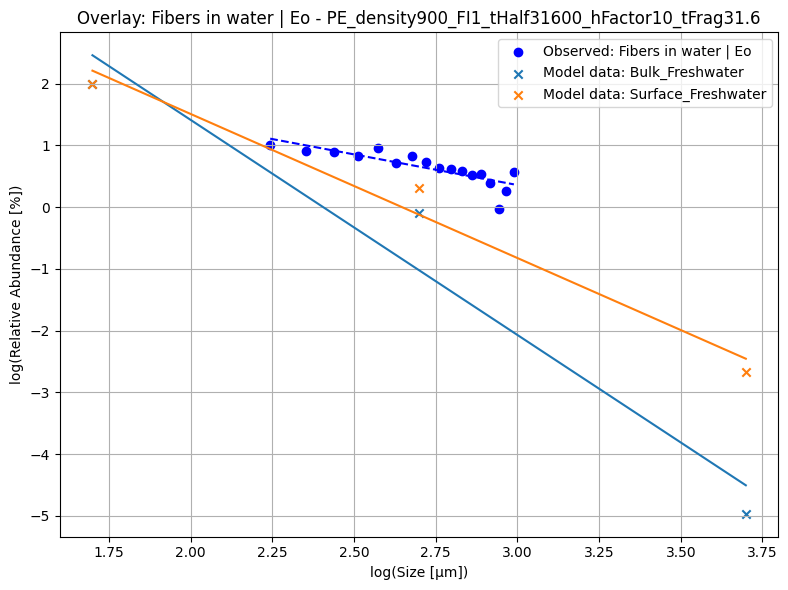 Overlay: Fibers in water | Eo - PE_density900_FI1_tHalf31600_hFactor10_tFrag31.6
Observed: Fibers in water | Eo
Model data: Bulk_Freshwater
Model data: Surface_Freshwater
log(Relative Abundance [%])
2
1
0
−1
−2
−3
−4
−5
1.75
2.00
2.25
2.50
2.75
3.00
3.25
3.50
3.75
log(Size [µm])